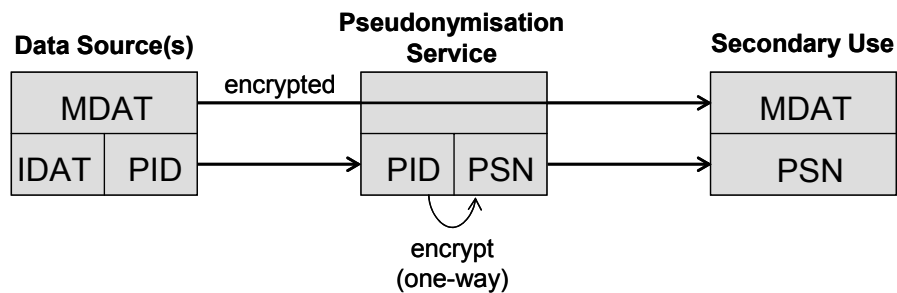 Data Source(s)
Pseudonymisation
Service
Secondary Use
MDAT
encrypted
MDAT
IDAT
PID
PID
PSN
PSN
encrypt
(one-way)